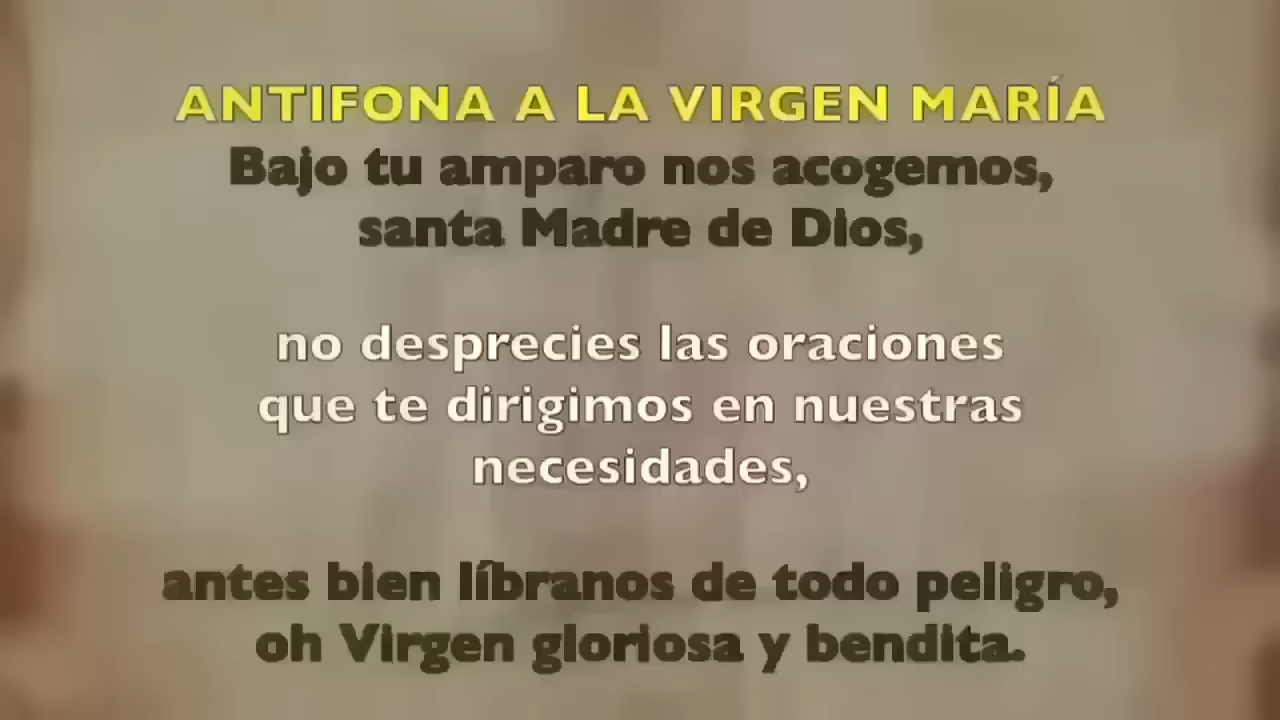 ANTIFONA A LA VIRGEN MARÍA
Bajo tu amparo nos acogemos,
santa Madre de Dios,
no desprecies las oraciones
que te dirigimos en nuestras
necesidades,
antes bien líbranos de todo peligro,
oh Virgen gloriosa y bendita.